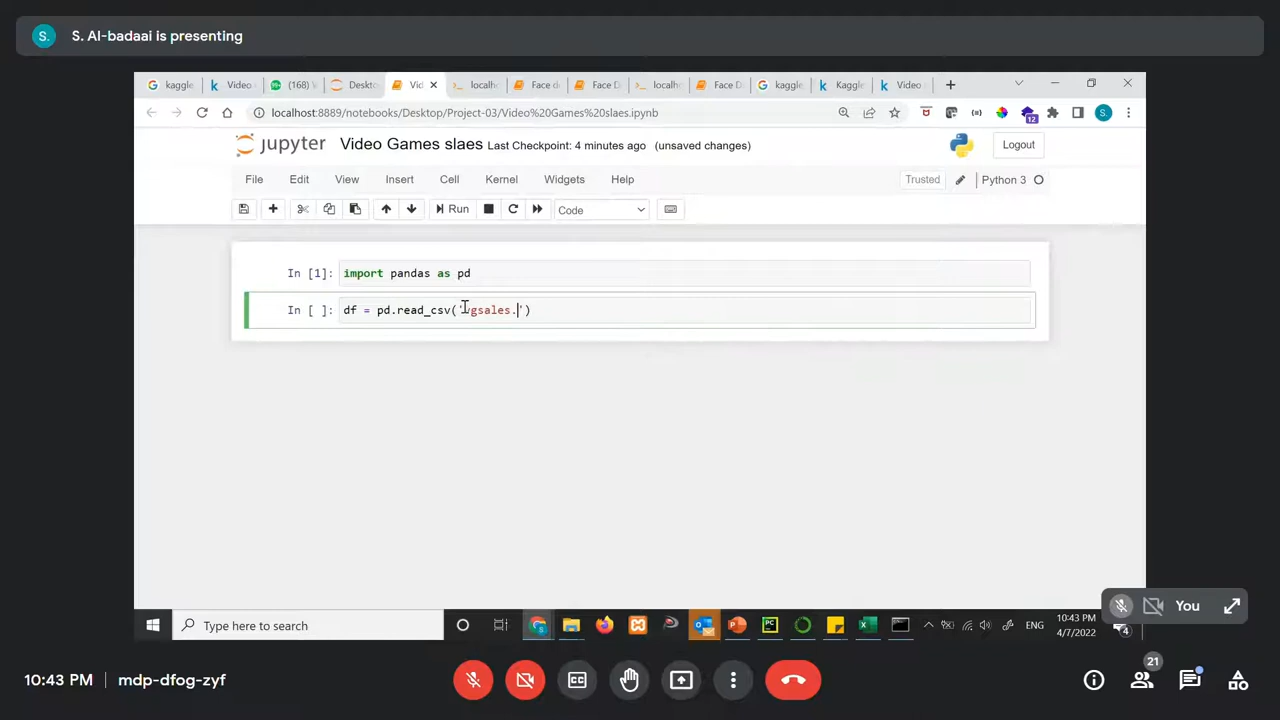 S. S. Al-badaai is presenting
kaggle Video (168) Deskto Vid localh Face d Face D localh Face D kaggle Kaggle Video
localhost:8889/notebooks/Desktop/Project-03/Video%20Games%20slaes.ipynb 12 S
jupyter Video Games slaes Last Checkpoint: 4 minutes ago (unsaved changes) Logout
File Edit View Insert Cell Kernel Widgets Help Trusted Python 3
Run Code
In [1]: import pandas as pd
In [ ]: df = pd.read_csv('vgsales.')
You
Type here to search ENG 10:43 PM
4/7/2022 4
21
10:43 PM mdp-dfog-zyf